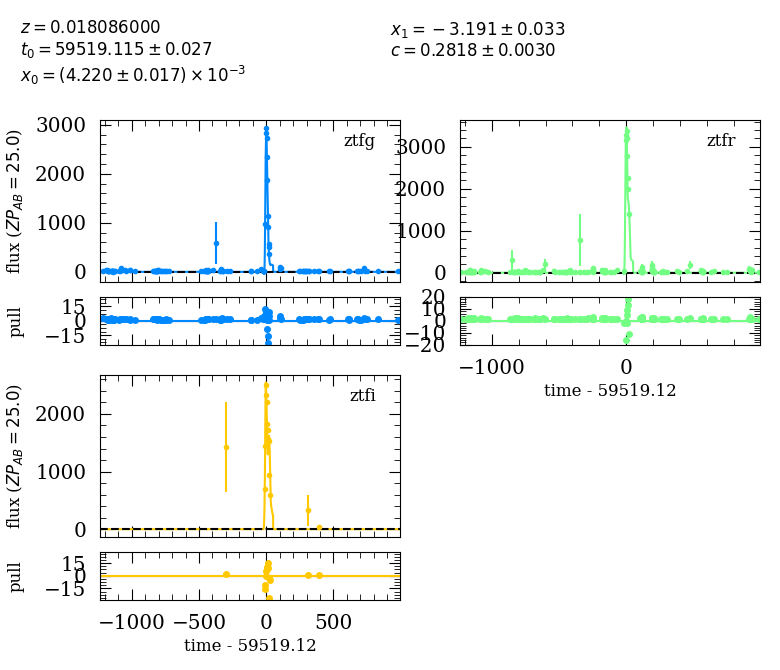 z = 0.018086000
t₀ = 59519.115 ± 0.027
x₀ = (4.220 ± 0.017) × 10⁻³
x₁ = −3.191 ± 0.033
c = 0.2818 ± 0.0030
ztfg
flux (ZP_AB = 25.0)
3000
2000
1000
0
pull
15
0
−15
ztfr
3000
2000
1000
0
20
10
0
−10
−20
−1000
0
time - 59519.12
ztfi
flux (ZP_AB = 25.0)
2000
1000
0
pull
15
0
−15
−1000
−500
0
500
time - 59519.12